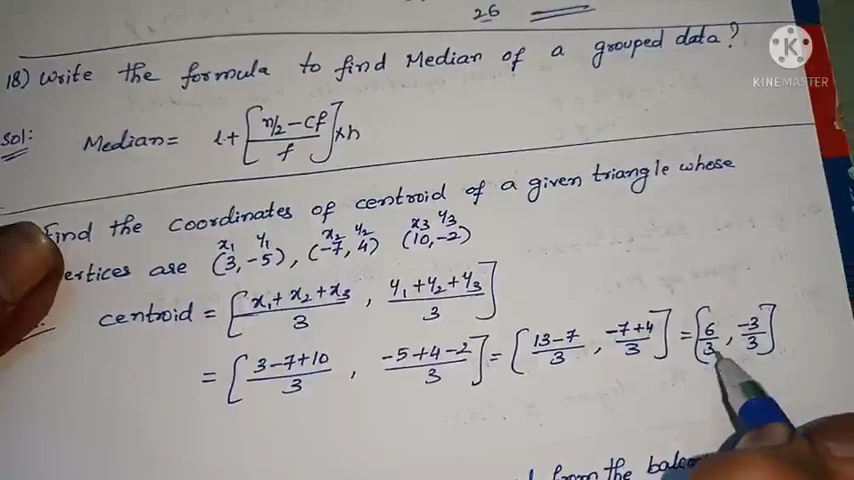 26
18) Write the formula to find Median of a grouped data?
K
KINEMASTER
Sol: Median = l + [n/2 - cf / f] × h
Find the coordinates of centroid of a given triangle whose
x₁ y₁ x₂ y₂ x₃ y₃
vertices are (3, -5), (-7, 4) (10, -2)
centroid = [x₁ + x₂ + x₃ / 3 , y₁ + y₂ + y₃ / 3]
= [3 - 7 + 10 / 3 , -5 + 4 - 2 / 3] = [13 - 7 / 3 , -7 + 4 / 3] = [6/3 , -3/3]
from the